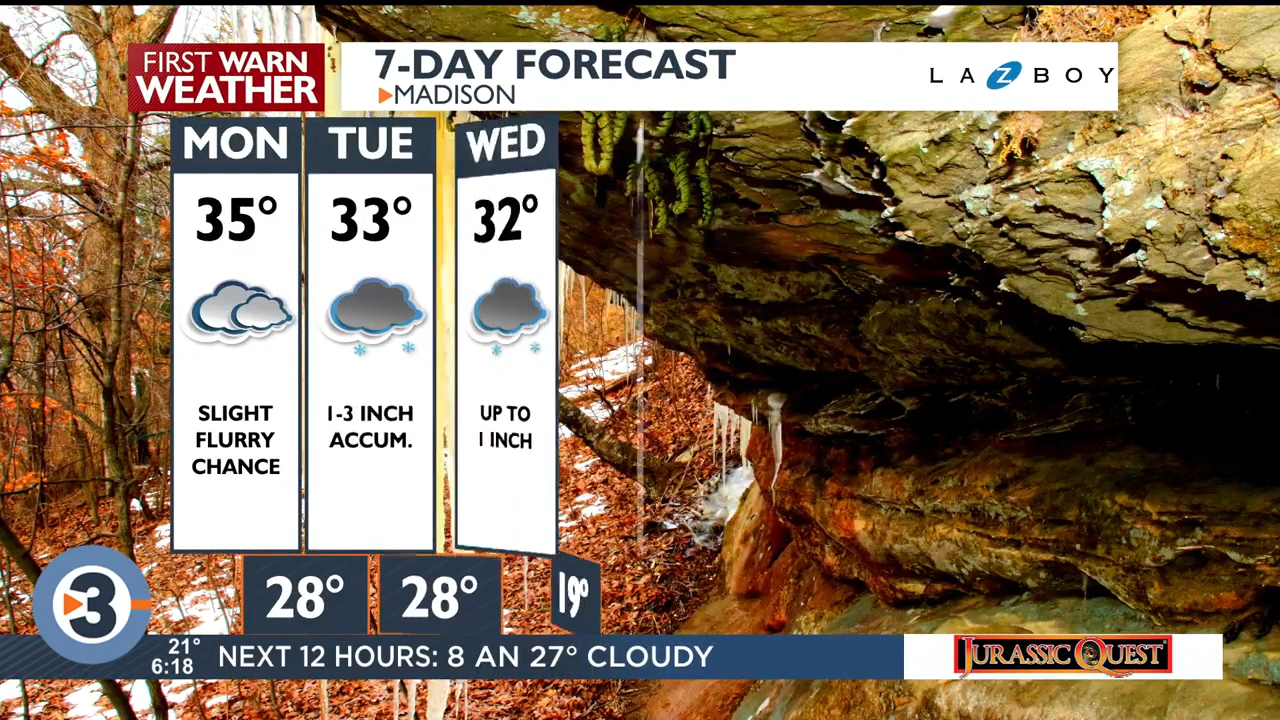 FIRST WARN
WEATHER
7-DAY FORECAST
MADISON
LA Z BOY
MON
TUE
WED
35°
33°
32°
SLIGHT
FLURRY
CHANCE
1-3 INCH
ACCUM.
UP TO
1 INCH
28°
28°
19°
3
21°
6:18
NEXT 12 HOURS: 8 AN 27° CLOUDY
JURASSIC QUEST